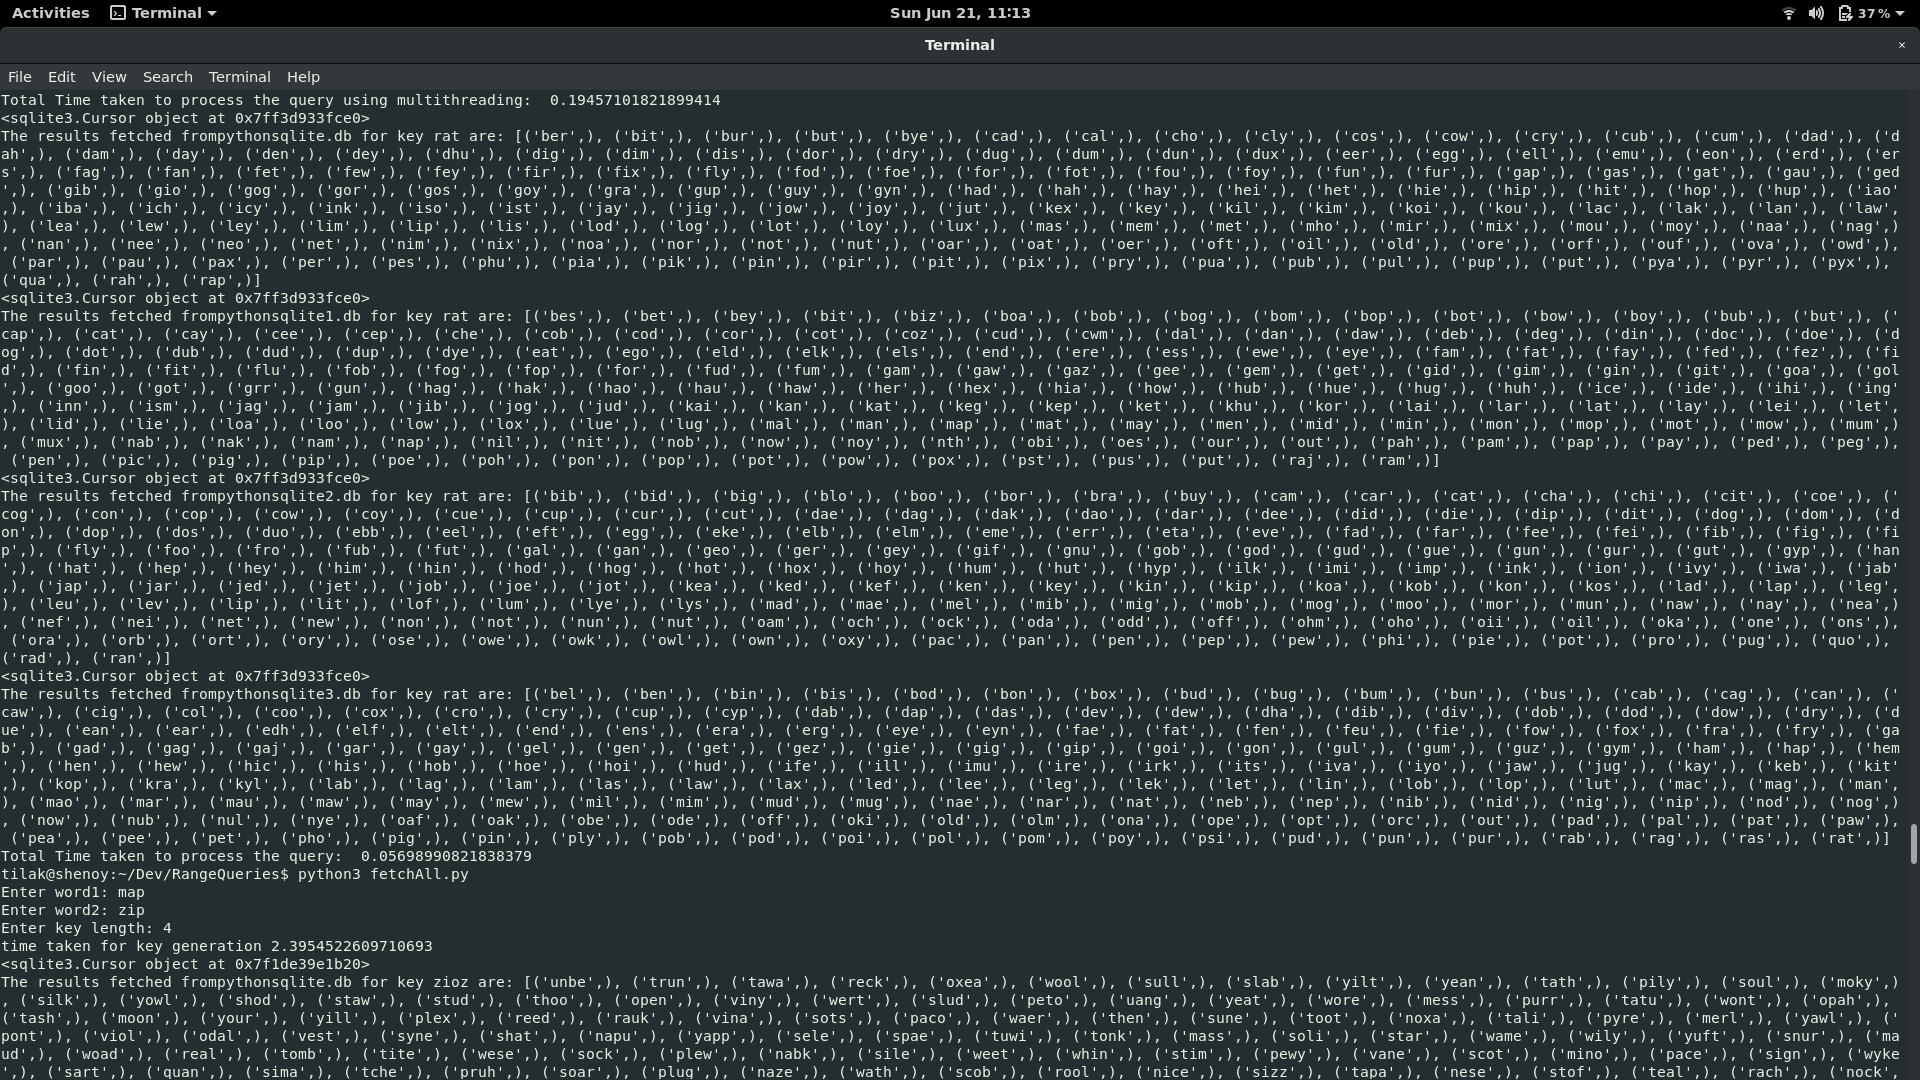 Activities Terminal Sun Jun 21, 11:13 37%
Terminal ×
File Edit View Search Terminal Help
Total Time taken to process the query using multithreading:  0.19457101821899414
<sqlite3.Cursor object at 0x7ff3d933fce0>
The results fetched frompythonsqlite.db for key rat are: [('ber',), ('bit',), ('bur',), ('but',), ('bye',), ('cad',), ('cal',), ('cho',), ('cly',), ('cos',), ('cow',), ('cry',), ('cub',), ('cum',), ('dad',), ('d
ah',), ('dam',), ('day',), ('den',), ('dey',), ('dhu',), ('dig',), ('dim',), ('dis',), ('dor',), ('dry',), ('dug',), ('dum',), ('dun',), ('dux',), ('eer',), ('egg',), ('ell',), ('emu',), ('eon',), ('erd',), ('er
s',), ('fag',), ('fan',), ('fet',), ('few',), ('fey',), ('fir',), ('fix',), ('fly',), ('fod',), ('foe',), ('for',), ('fot',), ('fou',), ('foy',), ('fun',), ('fur',), ('gap',), ('gas',), ('gat',), ('gau',), ('ged
',), ('gib',), ('gio',), ('gog',), ('gor',), ('gos',), ('goy',), ('gra',), ('gup',), ('guy',), ('gyn',), ('had',), ('hah',), ('hay',), ('hei',), ('het',), ('hie',), ('hip',), ('hit',), ('hop',), ('hup',), ('iao'
,), ('iba',), ('ich',), ('icy',), ('ink',), ('iso',), ('ist',), ('jay',), ('jig',), ('jow',), ('joy',), ('jut',), ('kex',), ('key',), ('kil',), ('kim',), ('koi',), ('kou',), ('lac',), ('lak',), ('lan',), ('law',
), ('lea',), ('lew',), ('ley',), ('lim',), ('lip',), ('lis',), ('lod',), ('log',), ('lot',), ('loy',), ('lux',), ('mas',), ('mem',), ('met',), ('mho',), ('mir',), ('mix',), ('mou',), ('moy',), ('naa',), ('nag',)
, ('nan',), ('nee',), ('neo',), ('net',), ('nim',), ('nix',), ('noa',), ('nor',), ('not',), ('nut',), ('oar',), ('oat',), ('oer',), ('oft',), ('oil',), ('old',), ('ore',), ('orf',), ('ouf',), ('ova',), ('owd',),
 ('par',), ('pau',), ('pax',), ('per',), ('pes',), ('phu',), ('pia',), ('pik',), ('pin',), ('pir',), ('pit',), ('pix',), ('pry',), ('pua',), ('pub',), ('pul',), ('pup',), ('put',), ('pya',), ('pyr',), ('pyx',),
('qua',), ('rah',), ('rap',)]
<sqlite3.Cursor object at 0x7ff3d933fce0>
The results fetched frompythonsqlite1.db for key rat are: [('bes',), ('bet',), ('bey',), ('bit',), ('biz',), ('boa',), ('bob',), ('bog',), ('bom',), ('bop',), ('bot',), ('bow',), ('boy',), ('bub',), ('but',), ('
cap',), ('cat',), ('cay',), ('cee',), ('cep',), ('che',), ('cob',), ('cod',), ('cor',), ('cot',), ('coz',), ('cud',), ('cwm',), ('dal',), ('dan',), ('daw',), ('deb',), ('deg',), ('din',), ('doc',), ('doe',), ('d
og',), ('dot',), ('dub',), ('dud',), ('dup',), ('dye',), ('eat',), ('ego',), ('eld',), ('elk',), ('els',), ('end',), ('ere',), ('ess',), ('ewe',), ('eye',), ('fam',), ('fat',), ('fay',), ('fed',), ('fez',), ('fi
d',), ('fin',), ('fit',), ('flu',), ('fob',), ('fog',), ('fop',), ('for',), ('fud',), ('fum',), ('gam',), ('gaw',), ('gaz',), ('gee',), ('gem',), ('get',), ('gid',), ('gim',), ('gin',), ('git',), ('goa',), ('gol
',), ('goo',), ('got',), ('grr',), ('gun',), ('hag',), ('hak',), ('hao',), ('hau',), ('haw',), ('her',), ('hex',), ('hia',), ('how',), ('hub',), ('hue',), ('hug',), ('huh',), ('ice',), ('ide',), ('ihi',), ('ing'
,), ('inn',), ('ism',), ('jag',), ('jam',), ('jib',), ('jog',), ('jud',), ('kai',), ('kan',), ('kat',), ('keg',), ('kep',), ('ket',), ('khu',), ('kor',), ('lai',), ('lar',), ('lat',), ('lay',), ('lei',), ('let',
), ('lid',), ('lie',), ('loa',), ('loo',), ('low',), ('lox',), ('lue',), ('lug',), ('mal',), ('man',), ('map',), ('mat',), ('may',), ('men',), ('mid',), ('min',), ('mon',), ('mop',), ('mot',), ('mow',), ('mum',)
, ('mux',), ('nab',), ('nak',), ('nam',), ('nap',), ('nil',), ('nit',), ('nob',), ('now',), ('noy',), ('nth',), ('obi',), ('oes',), ('our',), ('out',), ('pah',), ('pam',), ('pap',), ('pay',), ('ped',), ('peg',),
 ('pen',), ('pic',), ('pig',), ('pip',), ('poe',), ('poh',), ('pon',), ('pop',), ('pot',), ('pow',), ('pox',), ('pst',), ('pus',), ('put',), ('raj',), ('ram',)]
<sqlite3.Cursor object at 0x7ff3d933fce0>
The results fetched frompythonsqlite2.db for key rat are: [('bib',), ('bid',), ('big',), ('blo',), ('boo',), ('bor',), ('bra',), ('buy',), ('cam',), ('car',), ('cat',), ('cha',), ('chi',), ('cit',), ('coe',), ('
cog',), ('con',), ('cop',), ('cow',), ('coy',), ('cue',), ('cup',), ('cur',), ('cut',), ('dae',), ('dag',), ('dak',), ('dao',), ('dar',), ('dee',), ('did',), ('die',), ('dip',), ('dit',), ('dog',), ('dom',), ('d
on',), ('dop',), ('dos',), ('duo',), ('ebb',), ('eel',), ('eft',), ('egg',), ('eke',), ('elb',), ('elm',), ('eme',), ('err',), ('eta',), ('eve',), ('fad',), ('far',), ('fee',), ('fei',), ('fib',), ('fig',), ('fi
p',), ('fly',), ('foo',), ('fro',), ('fub',), ('fut',), ('gal',), ('gan',), ('geo',), ('ger',), ('gey',), ('gif',), ('gnu',), ('gob',), ('god',), ('gud',), ('gue',), ('gun',), ('gur',), ('gut',), ('gyp',), ('han
',), ('hat',), ('hep',), ('hey',), ('him',), ('hin',), ('hod',), ('hog',), ('hot',), ('hox',), ('hoy',), ('hum',), ('hut',), ('hyp',), ('ilk',), ('imi',), ('imp',), ('ink',), ('ion',), ('ivy',), ('iwa',), ('jab'
,), ('jap',), ('jar',), ('jed',), ('jet',), ('job',), ('joe',), ('jot',), ('kea',), ('ked',), ('kef',), ('ken',), ('key',), ('kin',), ('kip',), ('koa',), ('kob',), ('kon',), ('kos',), ('lad',), ('lap',), ('leg',
), ('leu',), ('lev',), ('lip',), ('lit',), ('lof',), ('lum',), ('lye',), ('lys',), ('mad',), ('mae',), ('mel',), ('mib',), ('mig',), ('mob',), ('mog',), ('moo',), ('mor',), ('mun',), ('naw',), ('nay',), ('nea',)
, ('nef',), ('nei',), ('net',), ('new',), ('non',), ('not',), ('nun',), ('nut',), ('oam',), ('och',), ('ock',), ('oda',), ('odd',), ('off',), ('ohm',), ('oho',), ('oii',), ('oil',), ('oka',), ('one',), ('ons',),
 ('ora',), ('orb',), ('ort',), ('ory',), ('ose',), ('owe',), ('owk',), ('owl',), ('own',), ('oxy',), ('pac',), ('pan',), ('pen',), ('pep',), ('pew',), ('phi',), ('pie',), ('pot',), ('pro',), ('pug',), ('quo',),
('rad',), ('ran',)]
<sqlite3.Cursor object at 0x7ff3d933fce0>
The results fetched frompythonsqlite3.db for key rat are: [('bel',), ('ben',), ('bin',), ('bis',), ('bod',), ('bon',), ('box',), ('bud',), ('bug',), ('bum',), ('bun',), ('bus',), ('cab',), ('cag',), ('can',), ('
caw',), ('cig',), ('col',), ('coo',), ('cox',), ('cro',), ('cry',), ('cup',), ('cyp',), ('dab',), ('dap',), ('das',), ('dev',), ('dew',), ('dha',), ('dib',), ('div',), ('dob',), ('dod',), ('dow',), ('dry',), ('d
ue',), ('ean',), ('ear',), ('edh',), ('elf',), ('elt',), ('end',), ('ens',), ('era',), ('erg',), ('eye',), ('eyn',), ('fae',), ('fat',), ('fen',), ('feu',), ('fie',), ('fow',), ('fox',), ('fra',), ('fry',), ('ga
b',), ('gad',), ('gag',), ('gaj',), ('gar',), ('gay',), ('gel',), ('gen',), ('get',), ('gez',), ('gie',), ('gig',), ('gip',), ('goi',), ('gon',), ('gul',), ('gum',), ('guz',), ('gym',), ('ham',), ('hap',), ('hem
',), ('hen',), ('hew',), ('hic',), ('his',), ('hob',), ('hoe',), ('hoi',), ('hud',), ('ife',), ('ill',), ('imu',), ('ire',), ('irk',), ('its',), ('iva',), ('iyo',), ('jaw',), ('jug',), ('kay',), ('keb',), ('kit'
,), ('kop',), ('kra',), ('kyl',), ('lab',), ('lag',), ('lam',), ('las',), ('law',), ('lax',), ('led',), ('lee',), ('leg',), ('lek',), ('let',), ('lin',), ('lob',), ('lop',), ('lut',), ('mac',), ('mag',), ('man',
), ('mao',), ('mar',), ('mau',), ('maw',), ('may',), ('mew',), ('mil',), ('mim',), ('mud',), ('mug',), ('nae',), ('nar',), ('nat',), ('neb',), ('nep',), ('nib',), ('nid',), ('nig',), ('nip',), ('nod',), ('nog',)
, ('now',), ('nub',), ('nul',), ('nye',), ('oaf',), ('oak',), ('obe',), ('ode',), ('off',), ('oki',), ('old',), ('olm',), ('ona',), ('ope',), ('opt',), ('orc',), ('out',), ('pad',), ('pal',), ('pat',), ('paw',),
 ('pea',), ('pee',), ('pet',), ('pho',), ('pig',), ('pin',), ('ply',), ('pob',), ('pod',), ('poi',), ('pol',), ('pom',), ('poy',), ('psi',), ('pud',), ('pun',), ('pur',), ('rab',), ('rag',), ('ras',), ('rat',)]
Total Time taken to process the query:  0.05698990821838379
tilak@shenoy:~/Dev/RangeQueries$ python3 fetchAll.py
Enter word1: map
Enter word2: zip
Enter key length: 4
time taken for key generation 2.3954522609710693
<sqlite3.Cursor object at 0x7f1de39e1b20>
The results fetched frompythonsqlite.db for key zioz are: [('unbe',), ('trun',), ('tawa',), ('reck',), ('oxea',), ('wool',), ('sull',), ('slab',), ('yilt',), ('yean',), ('tath',), ('pily',), ('soul',), ('moky',)
, ('silk',), ('yowl',), ('shod',), ('staw',), ('stud',), ('thoo',), ('open',), ('viny',), ('wert',), ('slud',), ('peto',), ('uang',), ('yeat',), ('wore',), ('mess',), ('purr',), ('tatu',), ('wont',), ('opah',),
('tash',), ('moon',), ('your',), ('yill',), ('plex',), ('reed',), ('rauk',), ('vina',), ('sots',), ('paco',), ('waer',), ('then',), ('sune',), ('toot',), ('noxa',), ('tali',), ('pyre',), ('merl',), ('yawl',), ('
pont',), ('viol',), ('odal',), ('vest',), ('syne',), ('shat',), ('napu',), ('yapp',), ('sele',), ('spae',), ('tuwi',), ('tonk',), ('mass',), ('soli',), ('star',), ('wame',), ('wily',), ('yuft',), ('snur',), ('ma
ud',), ('woad',), ('real',), ('tomb',), ('tite',), ('wese',), ('sock',), ('plew',), ('nabk',), ('sile',), ('weet',), ('whin',), ('stim',), ('pewy',), ('vane',), ('scot',), ('mino',), ('pace',), ('sign',), ('wyke
',), ('sart',), ('quan',), ('sima',), ('tche',), ('pruh',), ('soar',), ('plug',), ('naze',), ('wath',), ('scob',), ('rool',), ('nice',), ('sizz',), ('tapa',), ('nese',), ('stof',), ('teal',), ('rach',), ('nock',